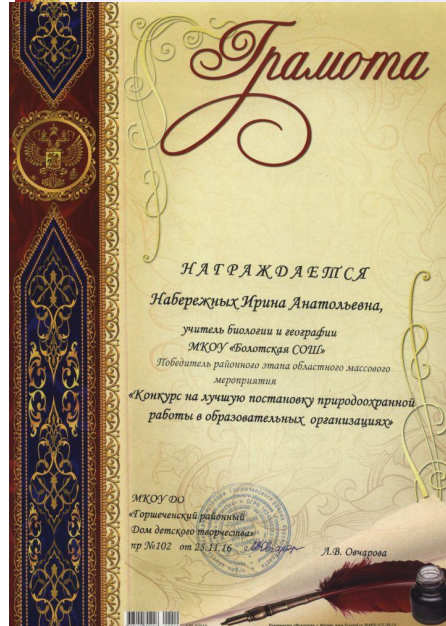 Грамота
НАГРАЖДАЕТСЯ
Набережных Ирина Анатольевна,
учитель биологии и географии
МКОУ «Болотская СОШ»
Победитель районного этапа областного массового
мероприятия
«Конкурс на лучшую постановку природоохранной
работы в образовательных организациях»
МКОУ ДО
«Горшеченский районный
Дом детского творчества»
пр №102 от 25.11.16
Л.В. Овчарова